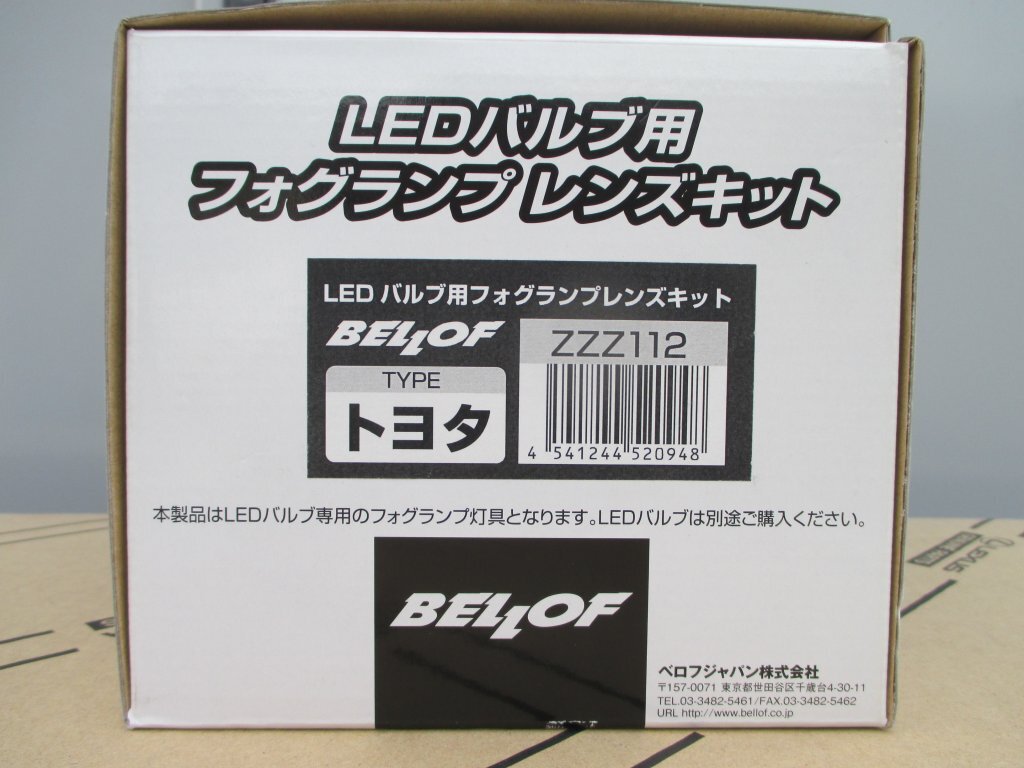 LEDバルブ用
フォグランプ レンズキット
LED バルブ用フォグランプレンズキット
BELLOF
ZZZ112
TYPE
トヨタ
4 541244 520948
本製品はLEDバルブ専用のフォグランプ灯具となります。LEDバルブは別途ご購入ください。
BELLOF
LEXUS
ベロフジャパン株式会社
〒157-0071 東京都世田谷区千歳台4-30-11
TEL.03-3482-5461/FAX.03-3482-5462
URL http://www.bellof.co.jp